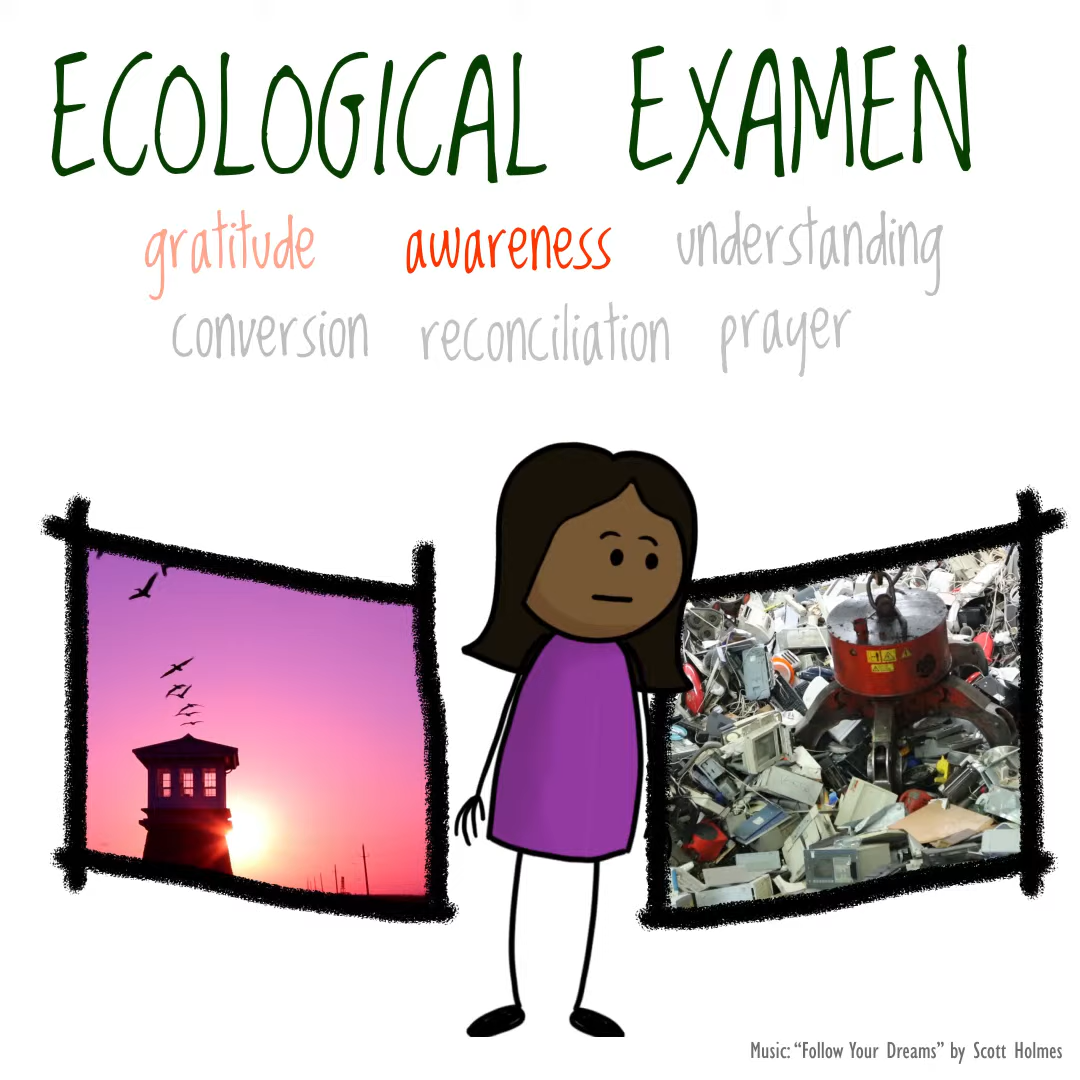 ECOLOGICAL EXAMEN
gratitude awareness understanding
conversion reconciliation prayer
Music: “Follow Your Dreams” by Scott Holmes